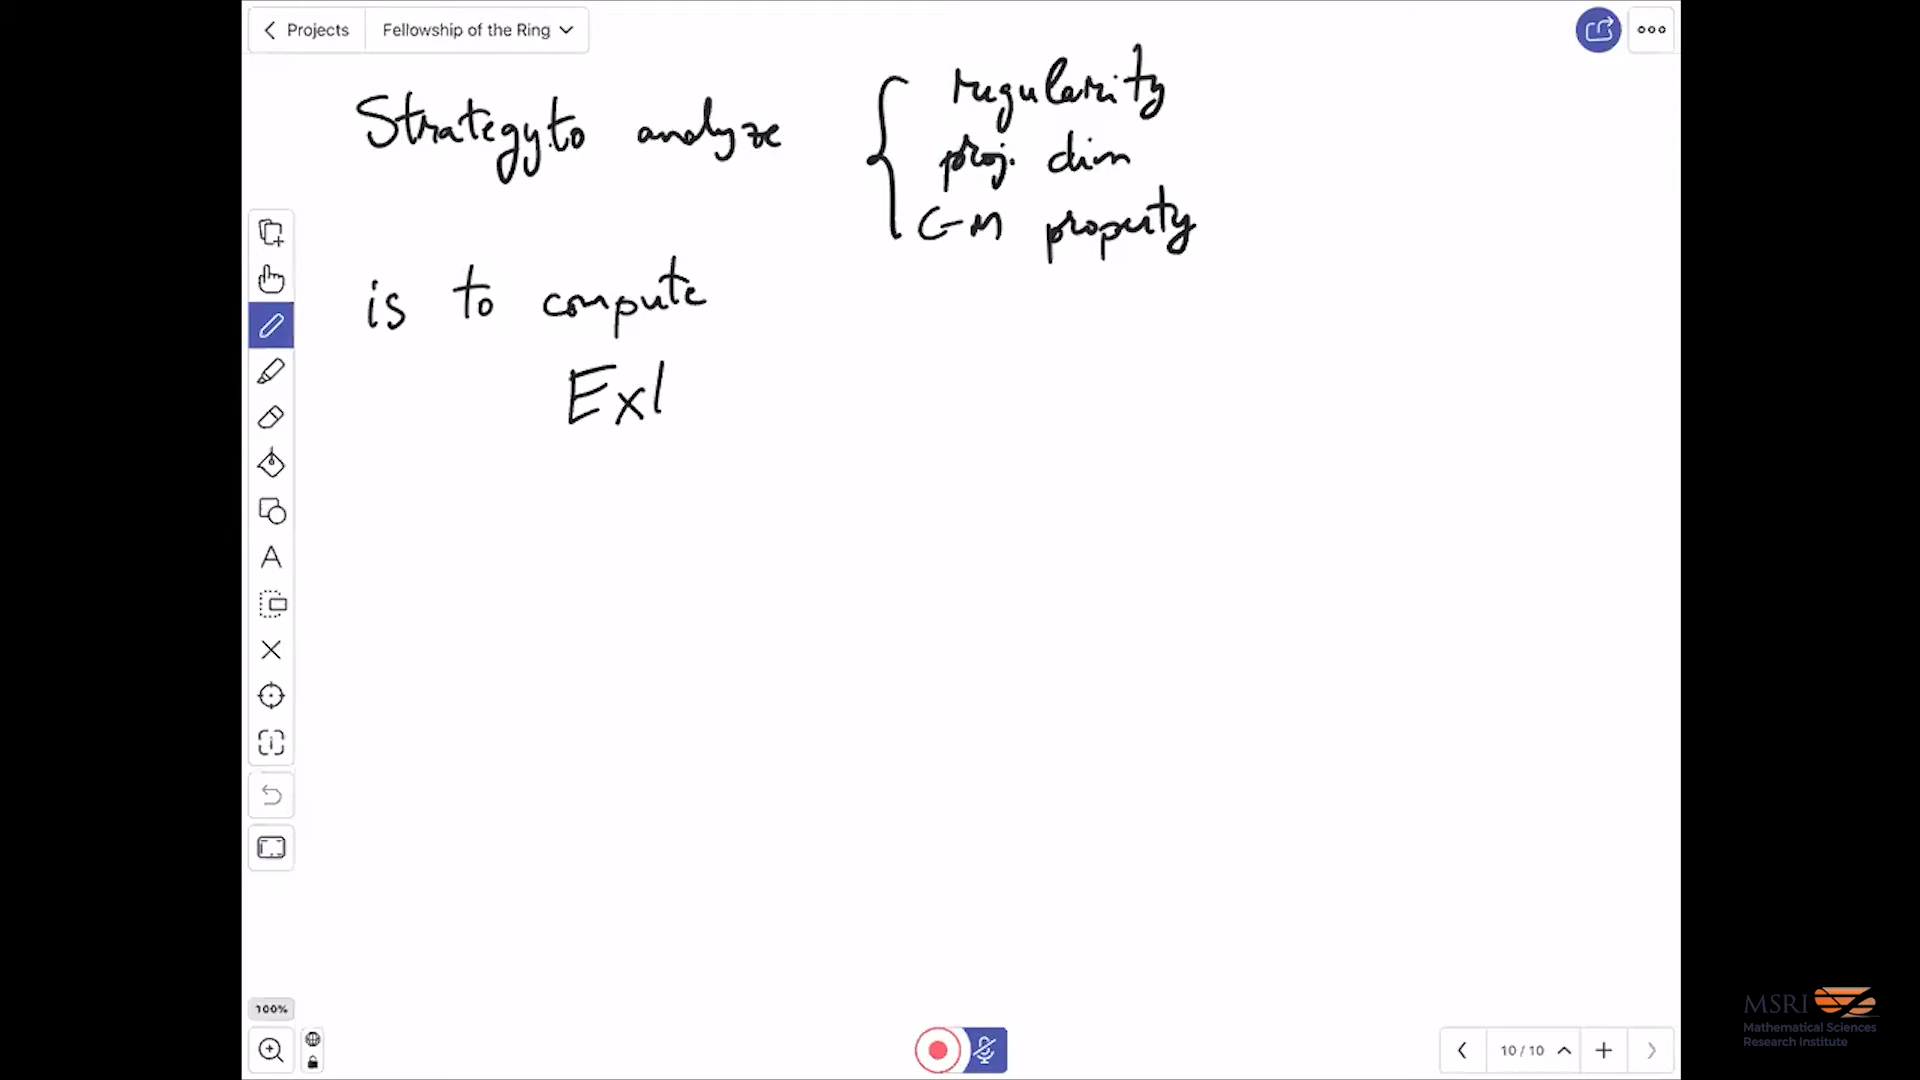 Projects
Fellowship of the Ring
Strategy to analyze { regularity
proj. dim
C-M property
is to compute
Ex
A
100%
10/10
MSRI
Mathematical Sciences
Research Institute